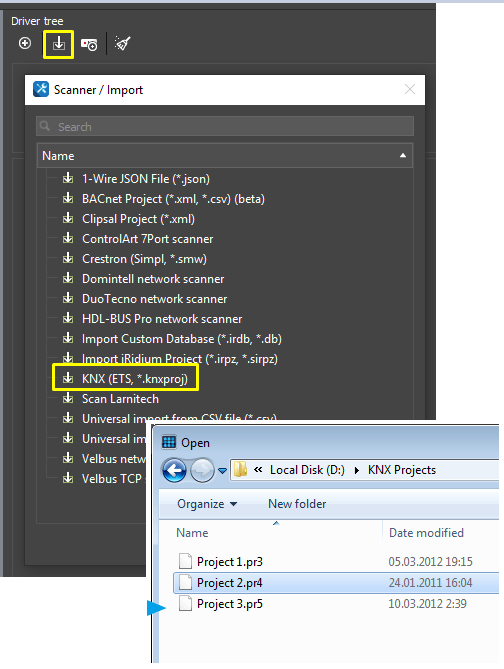 Driver tree
Scanner / Import
Search
Name
1-Wire JSON File (*.json)
BACnet Project (*.xml, *.csv) (beta)
Clipsal Project (*.xml)
ControlArt 7Port scanner
Crestron (Simpl, *.smw)
Domintell network scanner
DuoTecno network scanner
HDL-BUS Pro network scanner
Import Custom Database (*.irdb, *.db)
Import iRidium Project (*.irpz, *.sirpz)
KNX (ETS, *.knxproj)
Scan Larnitech
Universal import from CSV file (*.csv)
Universal im
Velbus netw
Velbus TCP
Open
« Local Disk (D:) KNX Projects
Organize New folder
Name Date modified
Project 1.pr3 05.03.2012 19:15
Project 2.pr4 24.01.2011 16:04
Project 3.pr5 10.03.2012 2:39